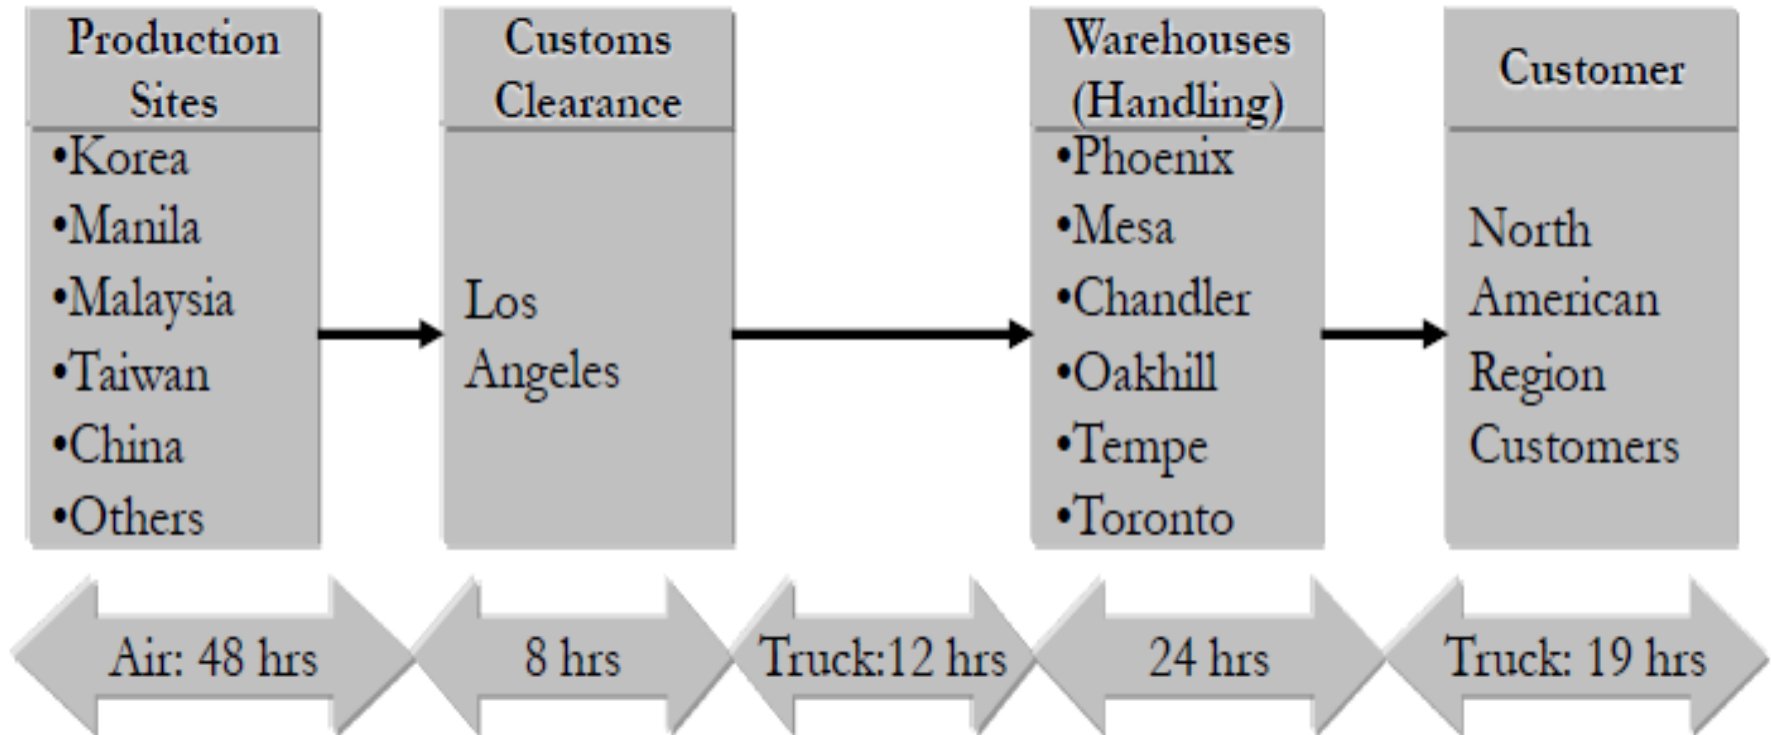 Production
Sites
•Korea
•Manila
•Malaysia
•Taiwan
•China
•Others
Customs
Clearance
Los
Angeles
Warehouses
(Handling)
•Phoenix
•Mesa
•Chandler
•Oakhill
•Tempe
•Toronto
Customer
North
American
Region
Customers
Air: 48 hrs
8 hrs
Truck:12 hrs
24 hrs
Truck: 19 hrs